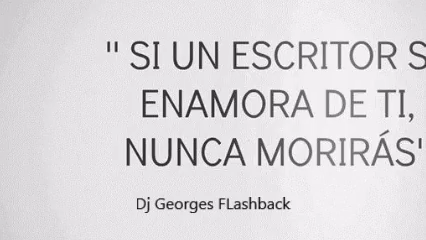 " SI UN ESCRITOR S
ENAMORA DE TI,
NUNCA MORIRÁS"
Dj Georges FLashback